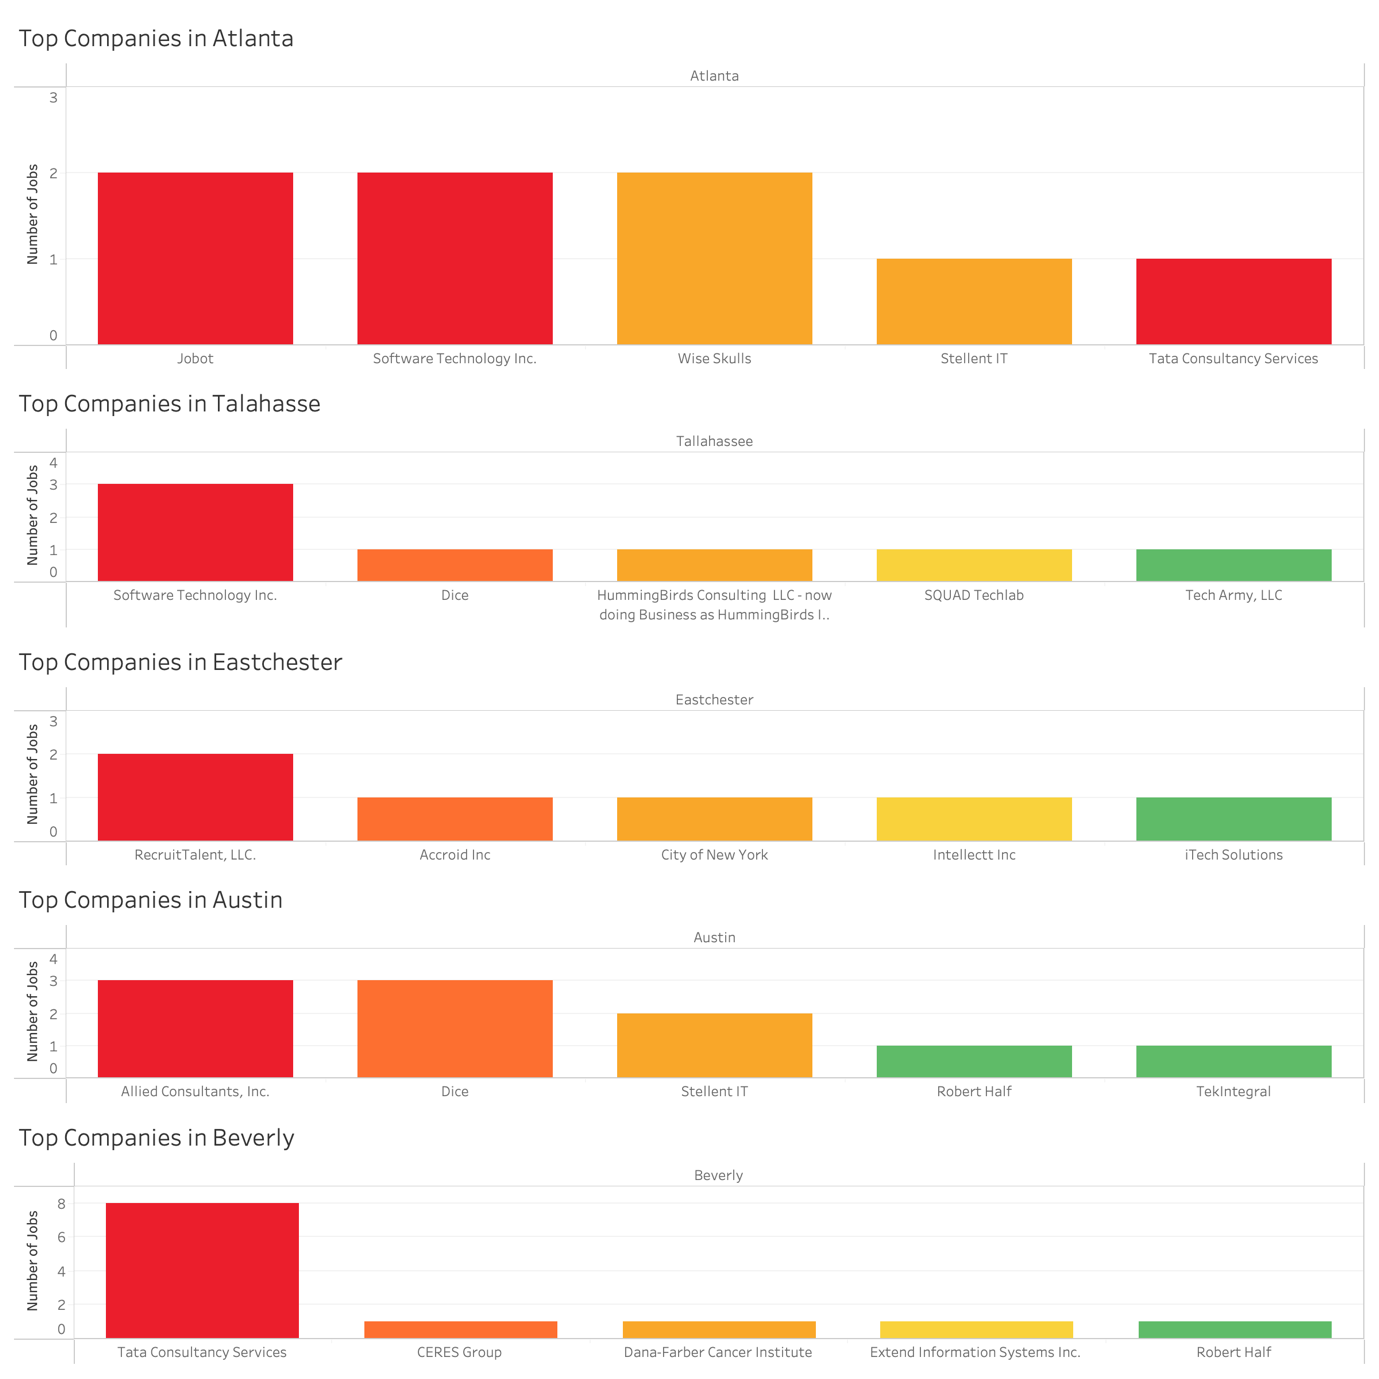 Top Companies in Atlanta
Atlanta
3
2
1
0
Number of Jobs
Jobot
Software Technology Inc.
Wise Skulls
Stellent IT
Tata Consultancy Services
Top Companies in Talahasse
Tallahassee
4
3
2
1
0
Number of Jobs
Software Technology Inc.
Dice
HummingBirds Consulting LLC - now
doing Business as HummingBirds I..
SQUAD Techlab
Tech Army, LLC
Top Companies in Eastchester
Eastchester
3
2
1
0
Number of Jobs
RecruitTalent, LLC.
Accroid Inc
City of New York
Intellectt Inc
iTech Solutions
Top Companies in Austin
Austin
4
3
2
1
0
Number of Jobs
Allied Consultants, Inc.
Dice
Stellent IT
Robert Half
TekIntegral
Top Companies in Beverly
Beverly
8
6
4
2
0
Number of Jobs
Tata Consultancy Services
CERES Group
Dana-Farber Cancer Institute
Extend Information Systems Inc.
Robert Half